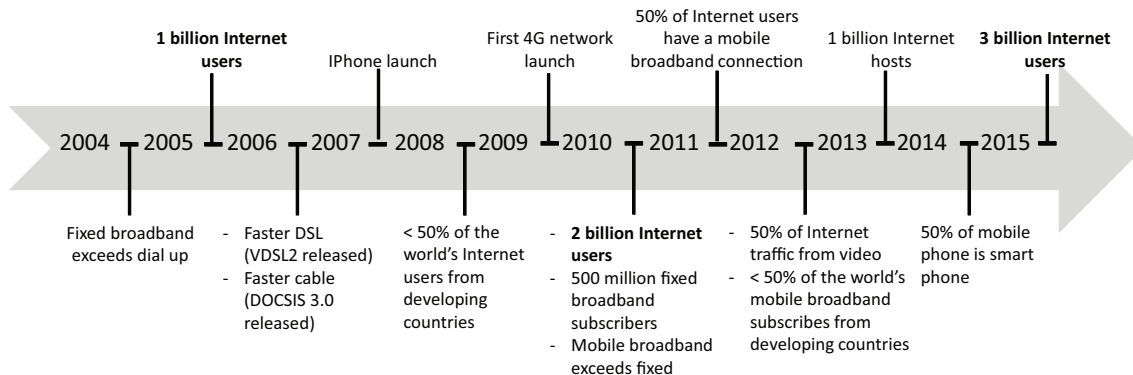 1 billion Internet
users
IPhone launch
First 4G network
launch
50% of Internet users
have a mobile
broadband connection
1 billion Internet
hosts
3 billion Internet
users
2004 2005 2006 2007 2008 2009 2010 2011 2012 2013 2014 2015
Fixed broadband
exceeds dial up
- Faster DSL
(VDSL2 released)
- Faster cable
(DOCSIS 3.0
released)
< 50% of the
world's Internet
users from
developing
countries
- 2 billion Internet
users
- 500 million fixed
broadband
subscribers
- Mobile broadband
exceeds fixed
- 50% of Internet
traffic from video
- < 50% of the world's
mobile broadband
subscribes from
developing countries
50% of mobile
phone is smart
phone